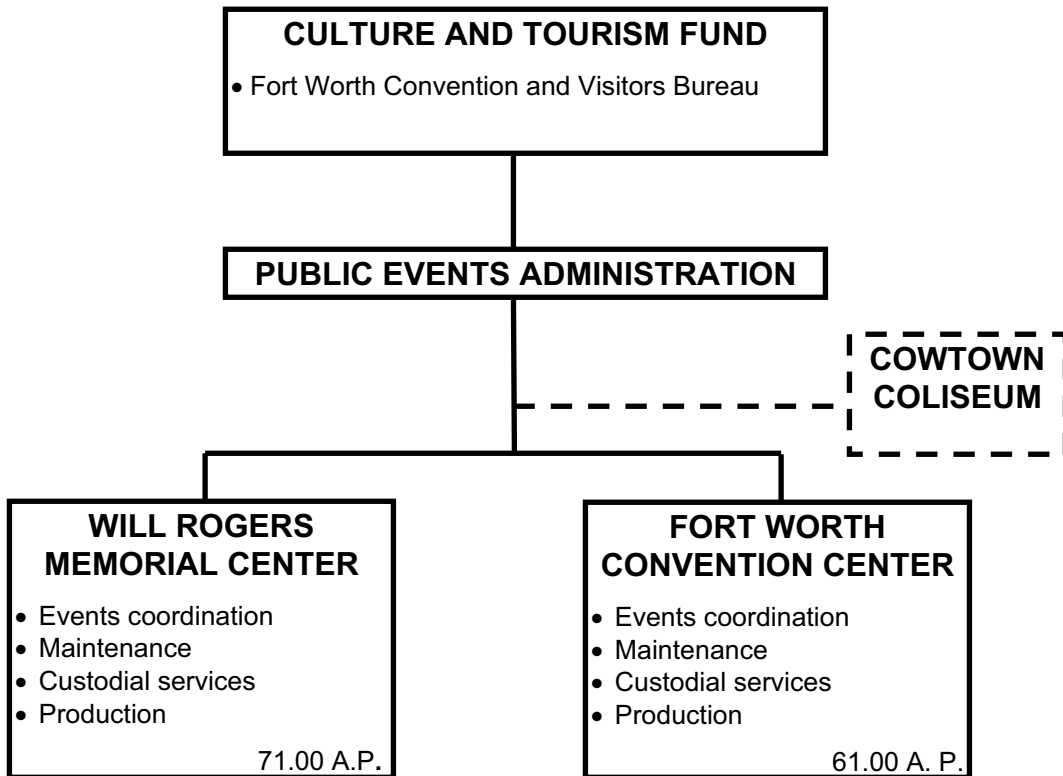 CULTURE AND TOURISM FUND
• Fort Worth Convention and Visitors Bureau
PUBLIC EVENTS ADMINISTRATION
COWTOWN
COLISEUM
WILL ROGERS
MEMORIAL CENTER
• Events coordination
• Maintenance
• Custodial services
• Production
71.00 A.P.
FORT WORTH
CONVENTION CENTER
• Events coordination
• Maintenance
• Custodial services
• Production
61.00 A. P.